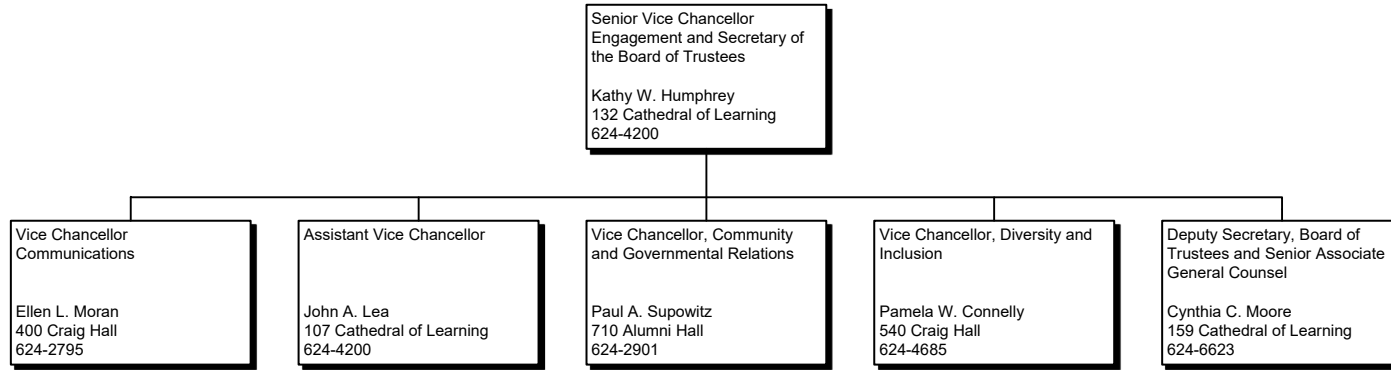 Senior Vice Chancellor
Engagement and Secretary of
the Board of Trustees
Kathy W. Humphrey
132 Cathedral of Learning
624-4200
Vice Chancellor
Communications
Ellen L. Moran
400 Craig Hall
624-2795
Assistant Vice Chancellor
John A. Lea
107 Cathedral of Learning
624-4200
Vice Chancellor, Community
and Governmental Relations
Paul A. Supowitz
710 Alumni Hall
624-2901
Vice Chancellor, Diversity and
Inclusion
Pamela W. Connelly
540 Craig Hall
624-4685
Deputy Secretary, Board of
Trustees and Senior Associate
General Counsel
Cynthia C. Moore
159 Cathedral of Learning
624-6623